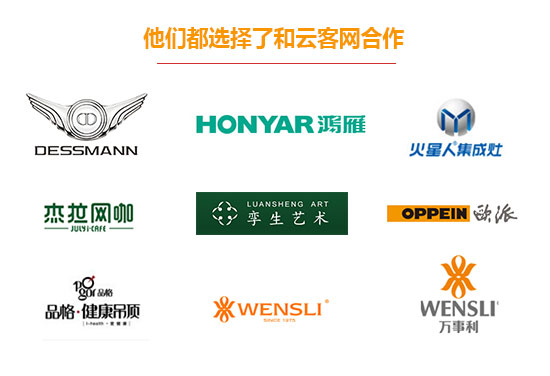 他们都选择了和云客网合作
DESSMANN
HONYAR 鸿雁
火星人集成灶
杰拉网咖
JULY i·CAFE
LUANSHENG ART
孪生艺术
OPPEIN 欧派
品格
品格·健康吊顶
WENSLI®
SINCE 1975
WENSLI
万事利